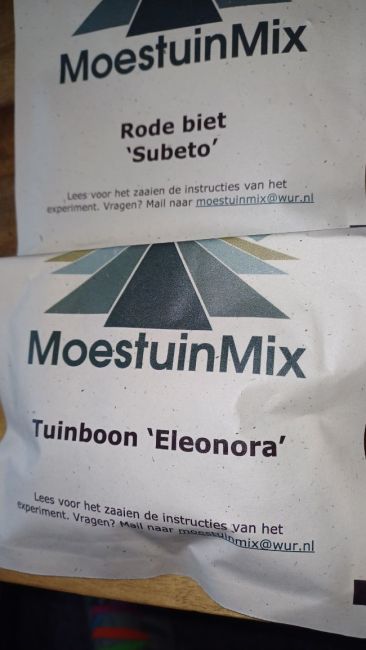 MoestuinMix
Rode biet
‘Subeto’
Lees voor het zaaien de instructies van het
experiment. Vragen? Mail naar moestuinmix@wur.nl
MoestuinMix
Tuinboon ‘Eleonora’
Lees voor het zaaien de instructies van het
experiment. Vragen? Mail naar moestuinmix@wur.nl